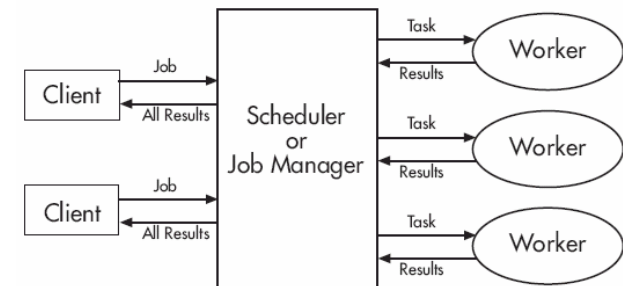 Client
Job
All Results
Client
Job
All Results
Scheduler
or
Job Manager
Task
Results
Worker
Task
Results
Worker
Task
Results
Worker